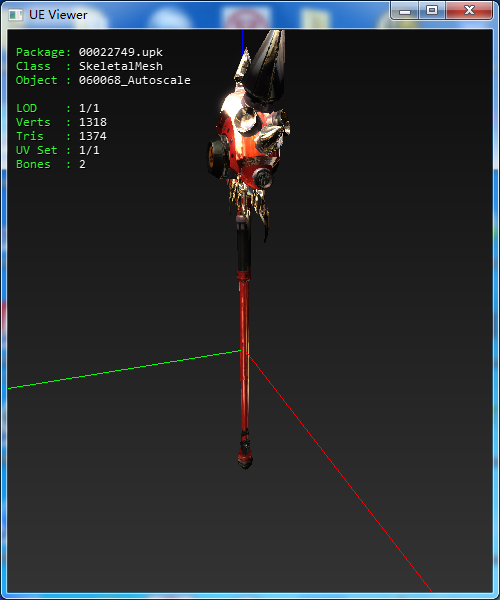 UE Viewer
Package: 00022749.upk
Class : SkeletalMesh
Object : 060068_Autoscale
LOD : 1/1
Verts : 1318
Tris : 1374
UV Set : 1/1
Bones : 2